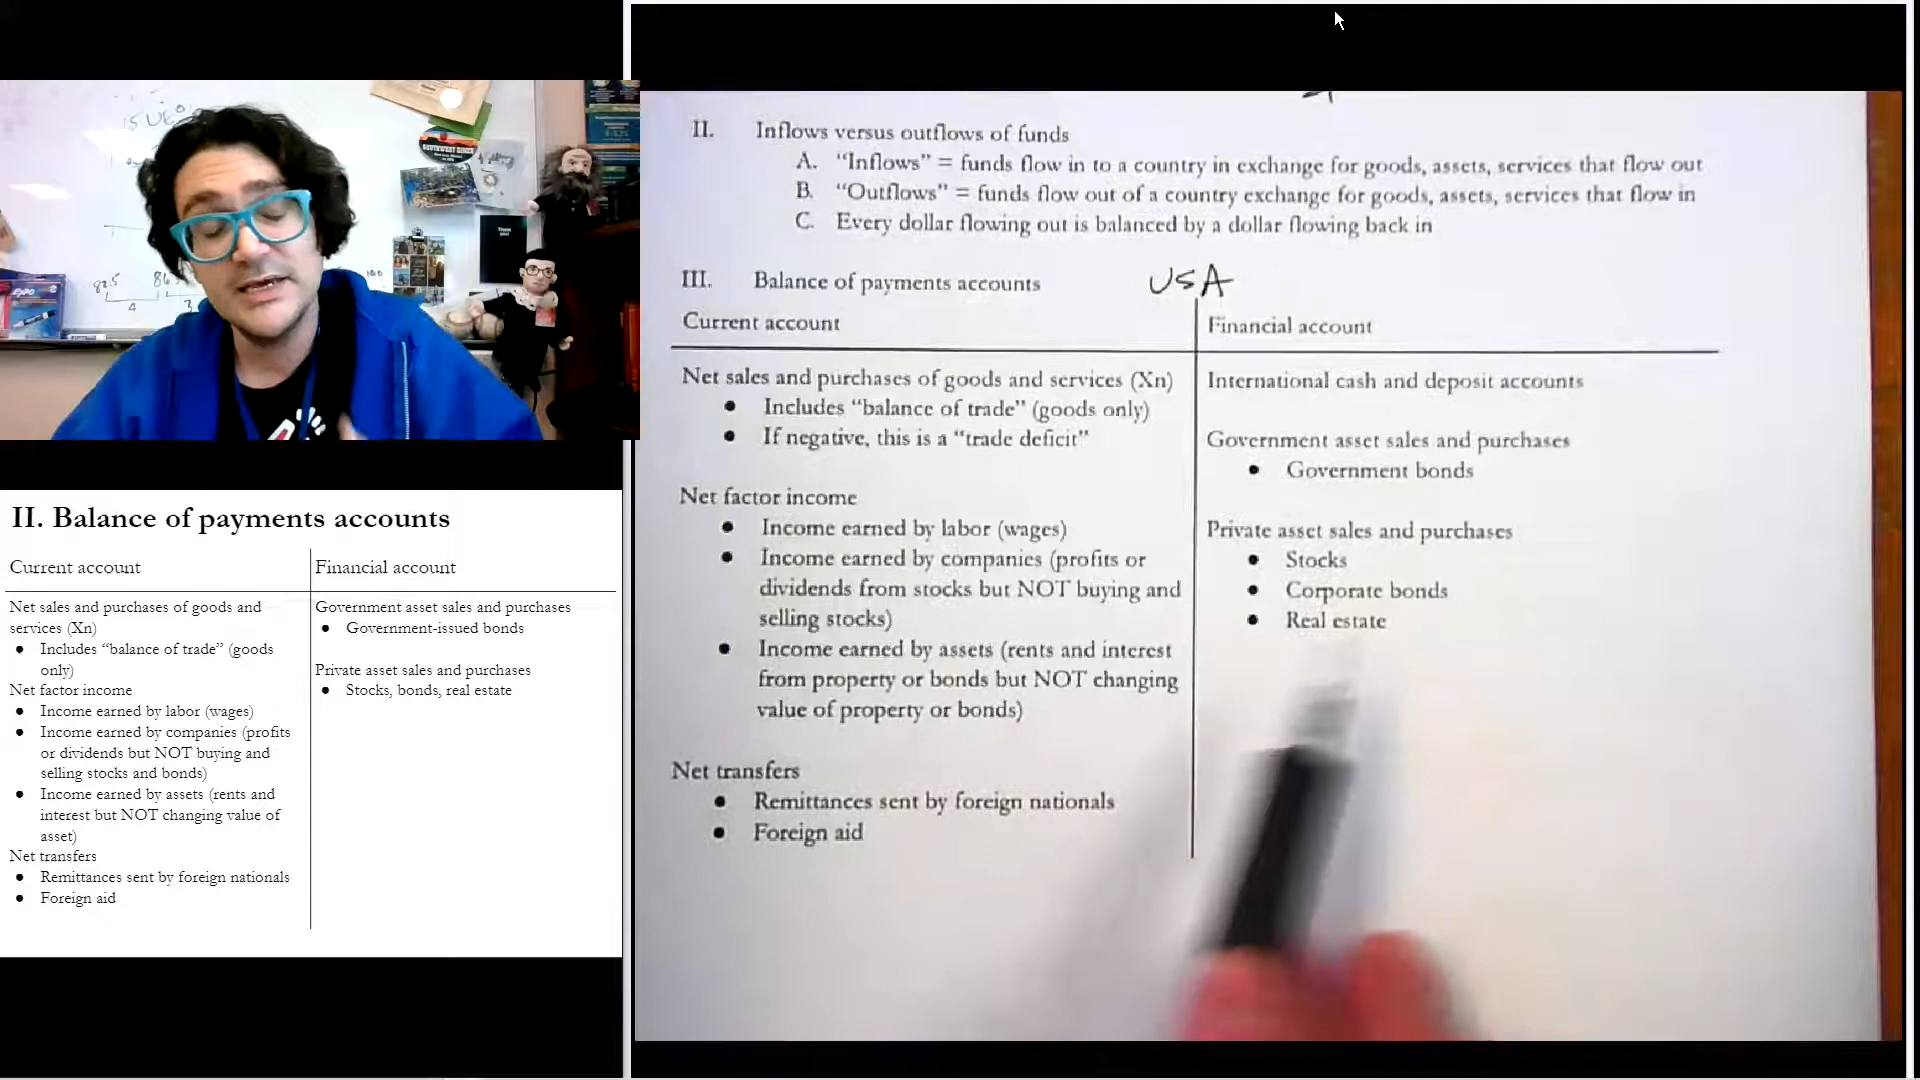 II. Inflows versus outflows of funds
A. “Inflows” = funds flow in to a country in exchange for goods, assets, services that flow out
B. “Outflows” = funds flow out of a country exchange for goods, assets, services that flow in
C. Every dollar flowing out is balanced by a dollar flowing back in
III. Balance of payments accounts
USA
Current account
Net sales and purchases of goods and services (Xn)
• Includes “balance of trade” (goods only)
• If negative, this is a “trade deficit”
Net factor income
• Income earned by labor (wages)
• Income earned by companies (profits or
dividends from stocks but NOT buying and
selling stocks)
• Income earned by assets (rents and interest
from property or bonds but NOT changing
value of property or bonds)
Net transfers
• Remittances sent by foreign nationals
• Foreign aid
Financial account
International cash and deposit accounts
Government asset sales and purchases
• Government bonds
Private asset sales and purchases
• Stocks
• Corporate bonds
• Real estate
II. Balance of payments accounts
Current account
Net sales and purchases of goods and
services (Xn)
• Includes “balance of trade” (goods
only)
Net factor income
• Income earned by labor (wages)
• Income earned by companies (profits
or dividends but NOT buying and
selling stocks and bonds)
• Income earned by assets (rents and
interest but NOT changing value of
asset)
Net transfers
• Remittances sent by foreign nationals
• Foreign aid
Financial account
Government asset sales and purchases
• Government-issued bonds
Private asset sales and purchases
• Stocks, bonds, real estate
SOUTHWEST DINER
EXPO
82.5
4
3